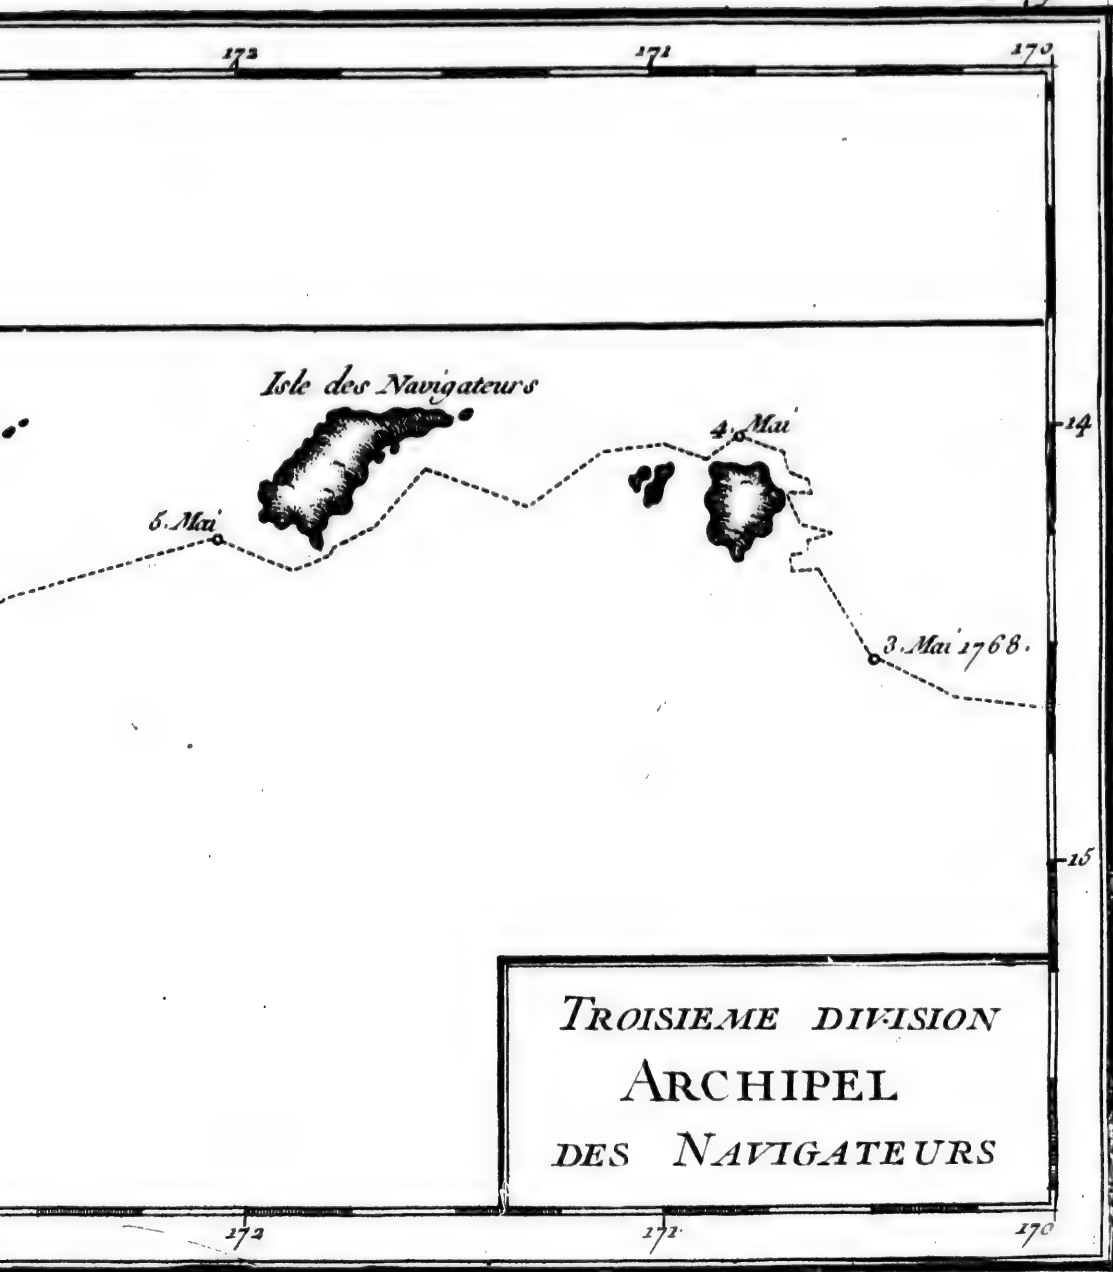 172 171 170
Isle des Navigateurs
14
4. Mai
5. Mai
3. Mai 1768.
15
TROISIEME DIVISION
ARCHIPEL
DES NAVIGATEURS
172 171 170